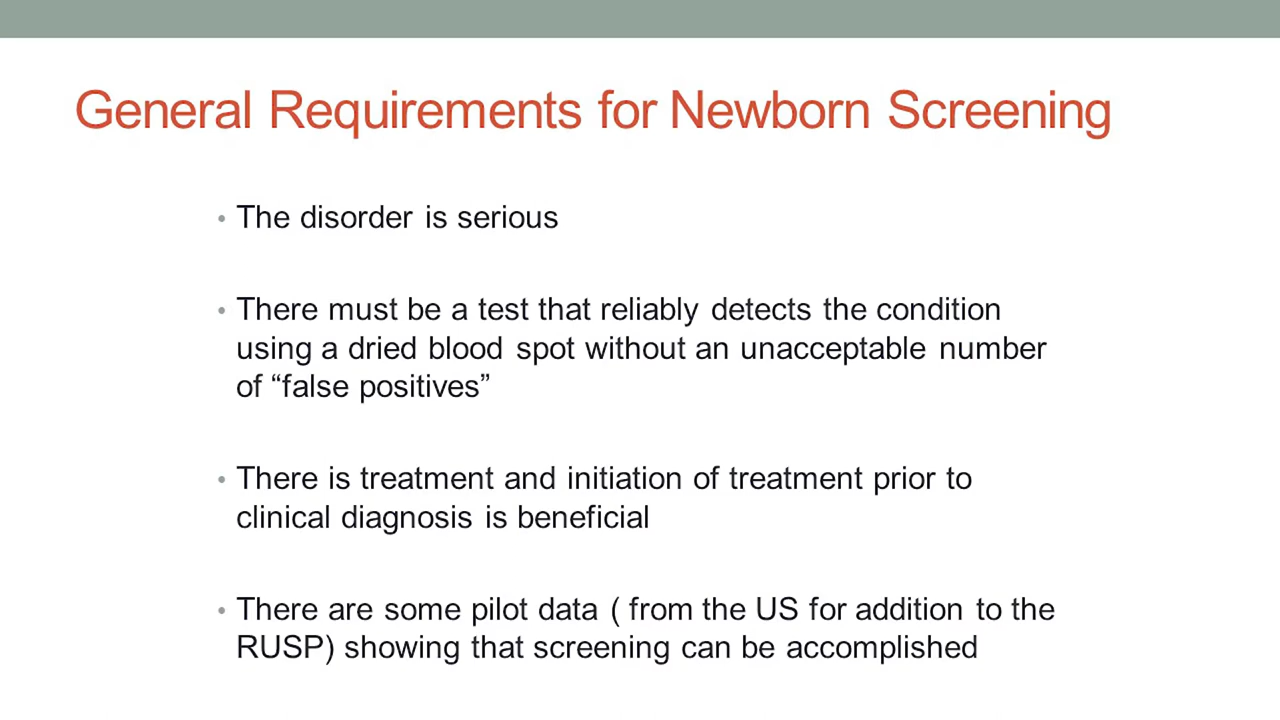 General Requirements for Newborn Screening
• The disorder is serious
• There must be a test that reliably detects the condition
using a dried blood spot without an unacceptable number
of “false positives”
• There is treatment and initiation of treatment prior to
clinical diagnosis is beneficial
• There are some pilot data ( from the US for addition to the
RUSP) showing that screening can be accomplished